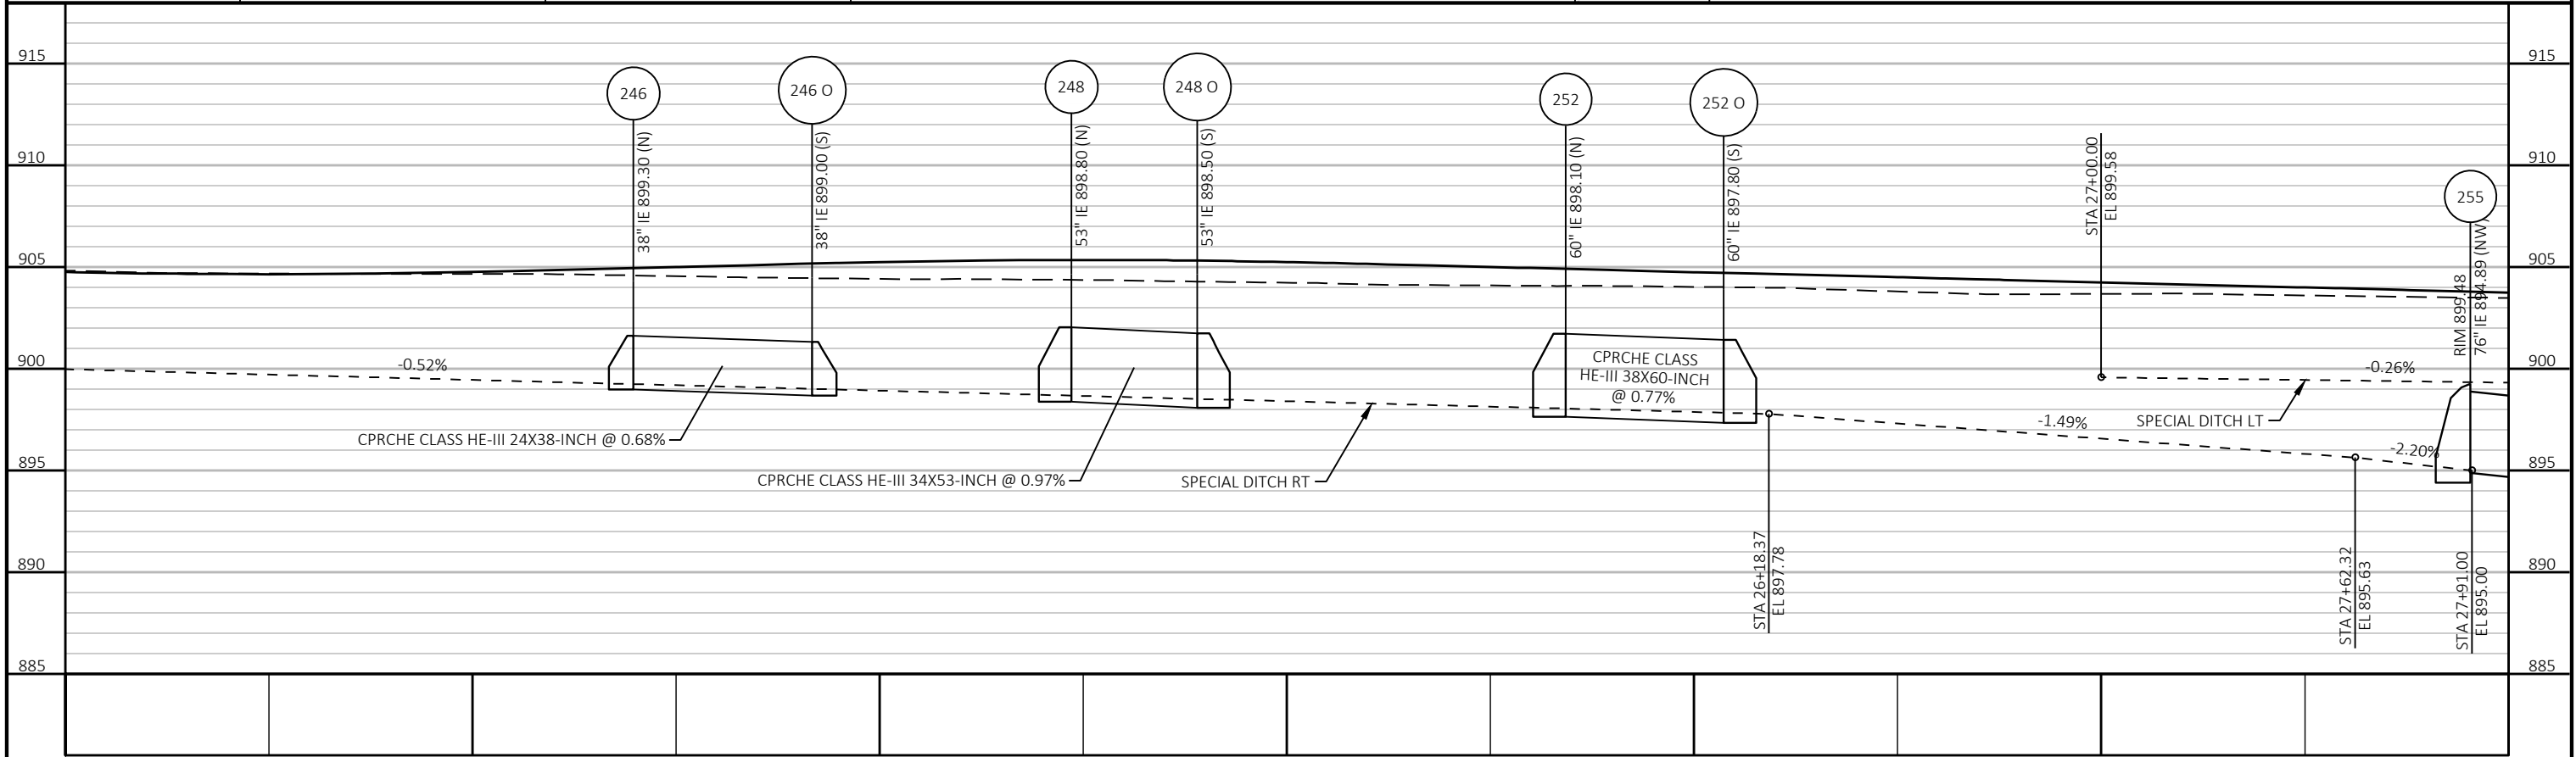 915
915
246
246 O
248
248 O
252
252 O
38" IE 899.30 (N)
38" IE 899.00 (S)
53" IE 898.80 (N)
53" IE 898.50 (S)
60" IE 898.10 (N)
60" IE 897.80 (S)
STA 27+00.00
EL 899.58
910
910
255
RIM 899.48
76" IE 894.89 (NW)
905
905
900
900
-0.52%
-0.26%
CPRCHE CLASS
HE-III 38X60-INCH
@ 0.77%
CPRCHE CLASS HE-III 24X38-INCH @ 0.68%
CPRCHE CLASS HE-III 34X53-INCH @ 0.97%
SPECIAL DITCH RT
-1.49%
SPECIAL DITCH LT
-2.20%
895
895
STA 26+18.37
EL 897.78
STA 27+62.32
EL 895.63
STA 27+91.00
EL 895.00
890
890
885
885